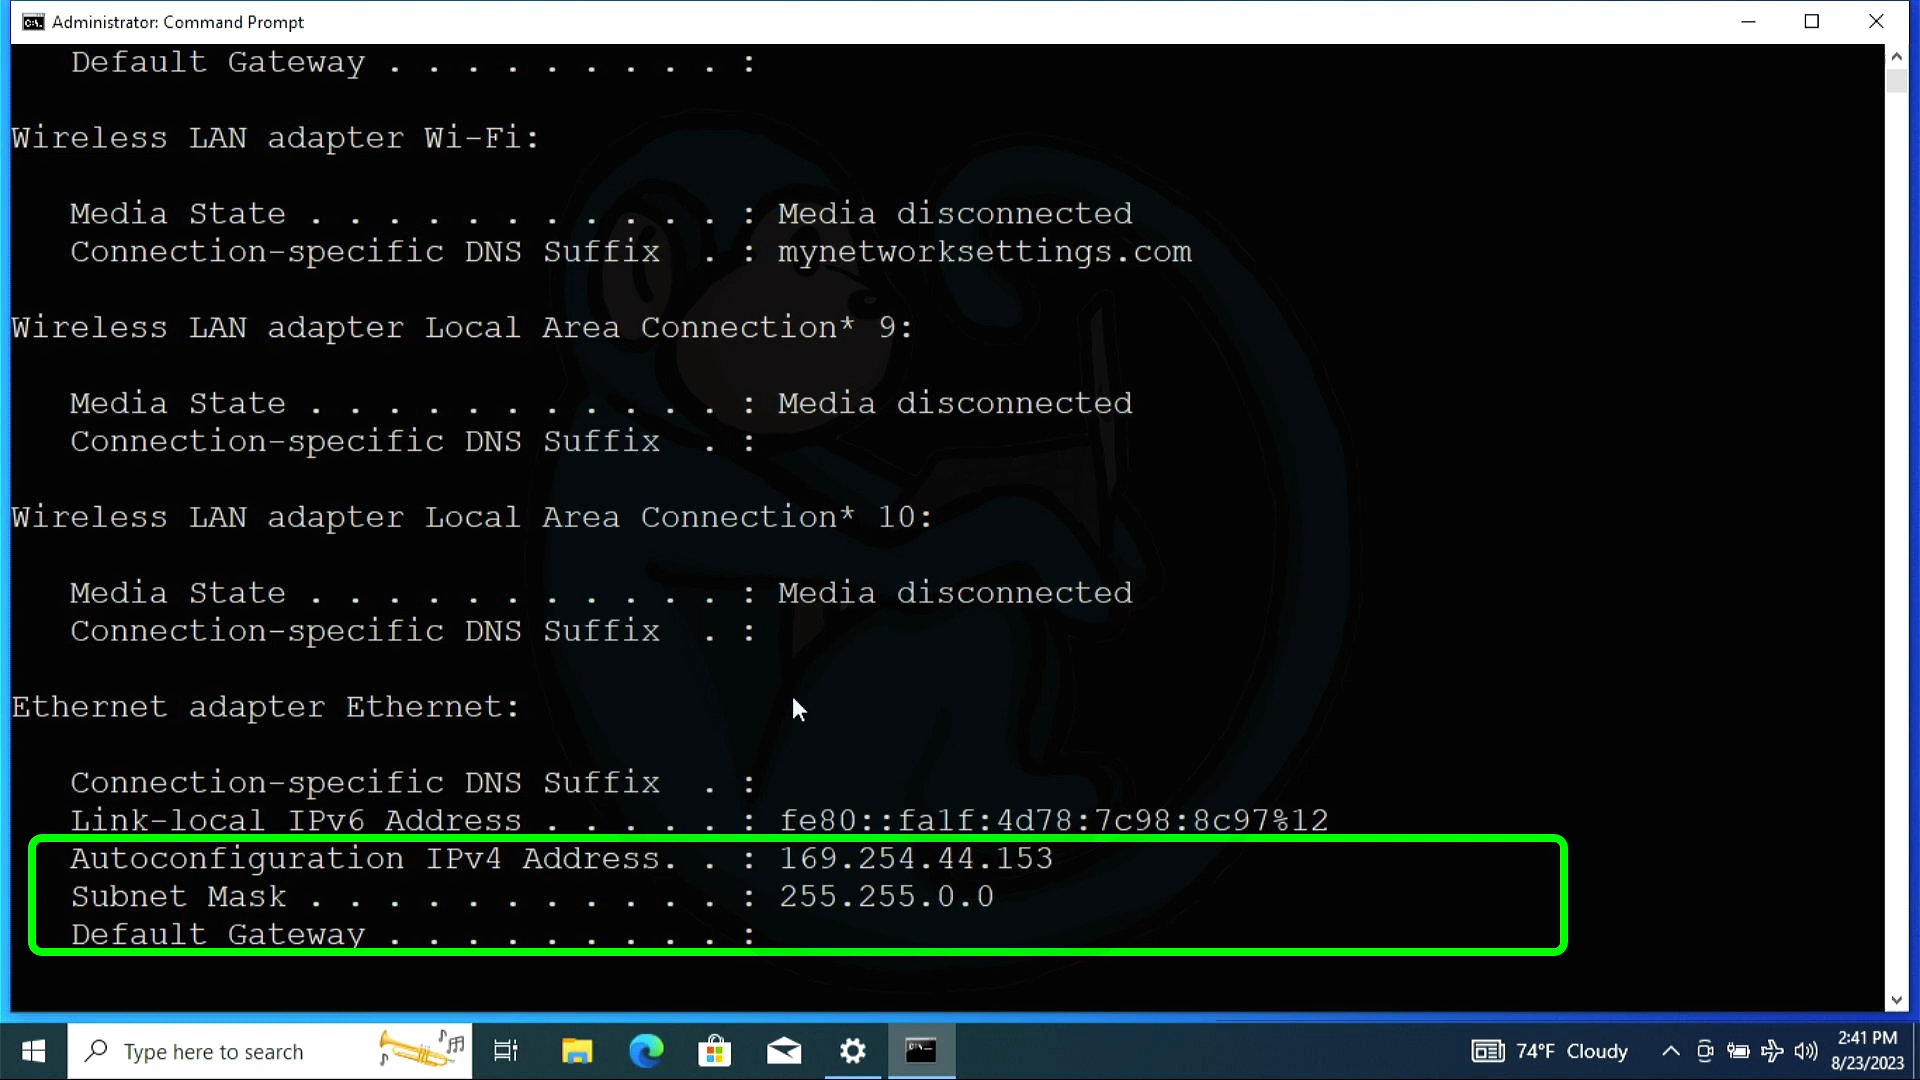 Administrator: Command Prompt
Default Gateway . . . . . . . . . :
Wireless LAN adapter Wi-Fi:
Media State . . . . . . . . . . . : Media disconnected
Connection-specific DNS Suffix  . : mynetworksettings.com
Wireless LAN adapter Local Area Connection* 9:
Media State . . . . . . . . . . . : Media disconnected
Connection-specific DNS Suffix  . :
Wireless LAN adapter Local Area Connection* 10:
Media State . . . . . . . . . . . : Media disconnected
Connection-specific DNS Suffix  . :
Ethernet adapter Ethernet:
Connection-specific DNS Suffix  . :
Link-local IPv6 Address . . . . . : fe80::fa1f:4d78:7c98:8c97%12
Autoconfiguration IPv4 Address. . : 169.254.44.153
Subnet Mask . . . . . . . . . . . : 255.255.0.0
Default Gateway . . . . . . . . . :
Type here to search
74°F Cloudy
2:41 PM
8/23/2023